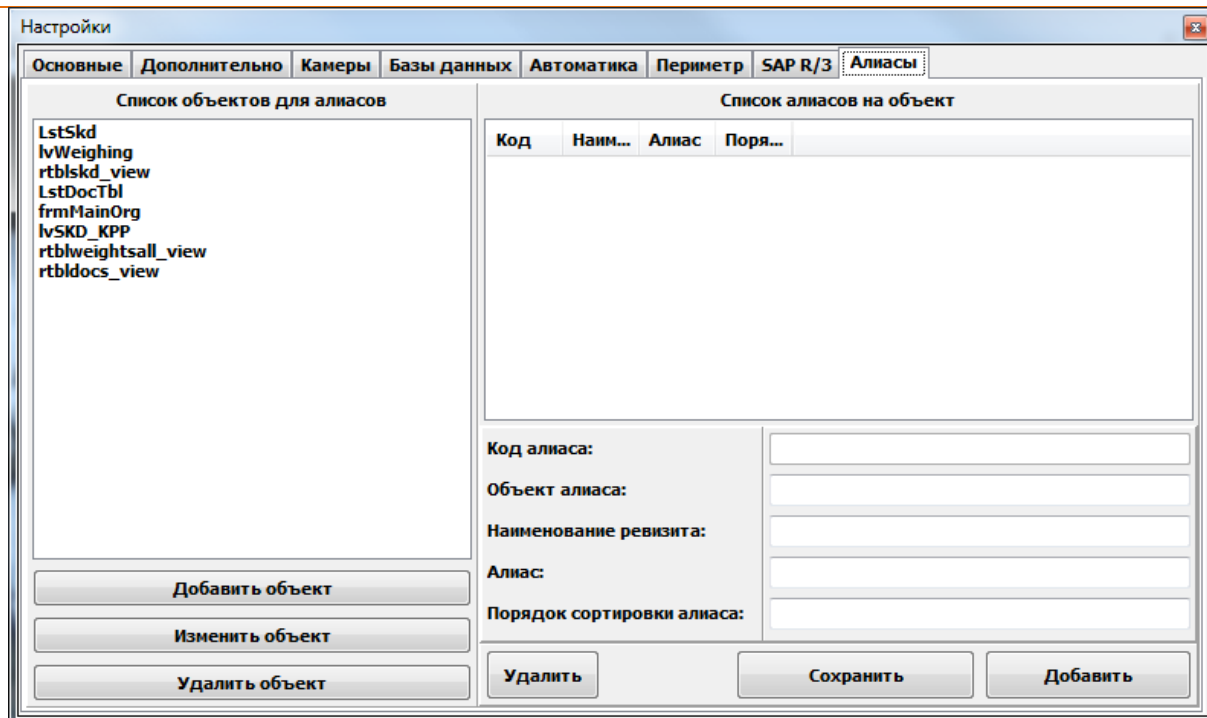 Настройки
Основные Дополнительно Камеры Базы данных Автоматика Периметр SAP R/3 Алиасы
Список объектов для алиасов
LstSkd
lvWeighing
rtblskd_view
LstDocTbl
frmMainOrg
lvSKD_KPP
rtblweightsall_view
rtbldocs_view
Добавить объект
Изменить объект
Удалить объект
Список алиасов на объект
Код Наим... Алиас Поря...
Код алиаса:
Объект алиаса:
Наименование ревизита:
Алиас:
Порядок сортировки алиаса:
Удалить Сохранить Добавить